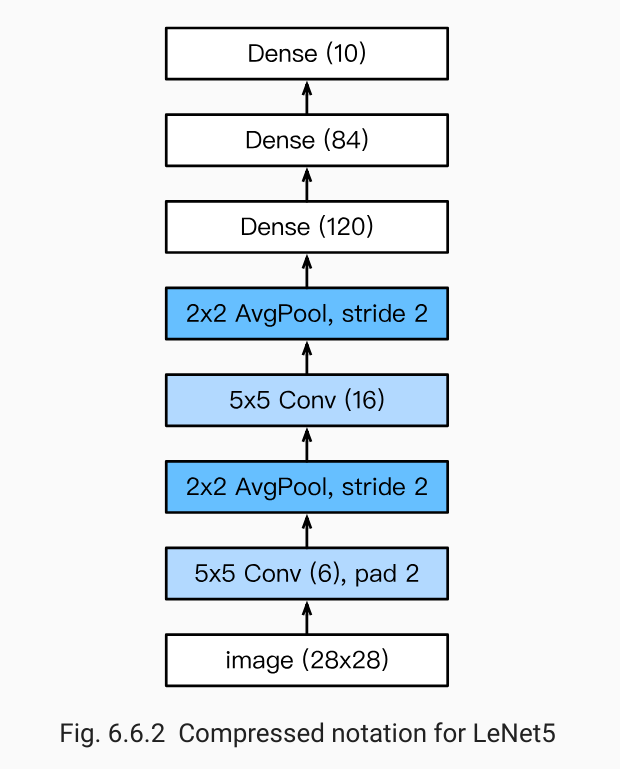 Dense (10)
Dense (84)
Dense (120)
2x2 AvgPool, stride 2
5x5 Conv (16)
2x2 AvgPool, stride 2
5x5 Conv (6), pad 2
image (28x28)
Fig. 6.6.2 Compressed notation for LeNet5